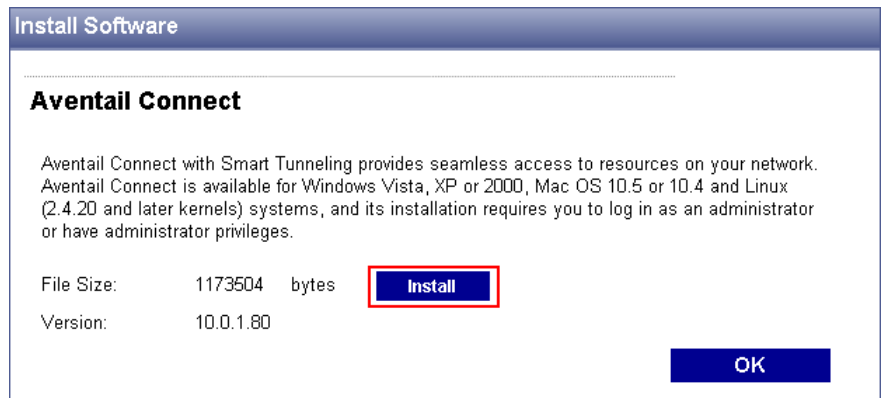 Install Software
Aventail Connect
Aventail Connect with Smart Tunneling provides seamless access to resources on your network.
Aventail Connect is available for Windows Vista, XP or 2000, Mac OS 10.5 or 10.4 and Linux
(2.4.20 and later kernels) systems, and its installation requires you to log in as an administrator
or have administrator privileges.
File Size: 1173504 bytes Install
Version: 10.0.1.80
OK